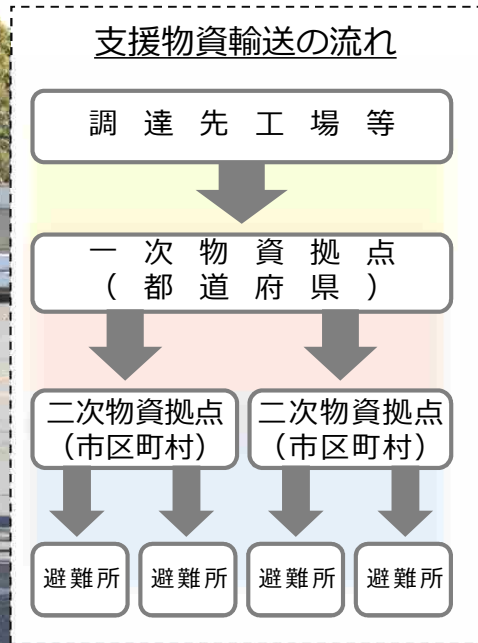 支援物資輸送の流れ
調達先工場等
一次物資拠点
（都道府県）
二次物資拠点
（市区町村）
二次物資拠点
（市区町村）
避難所
避難所
避難所
避難所